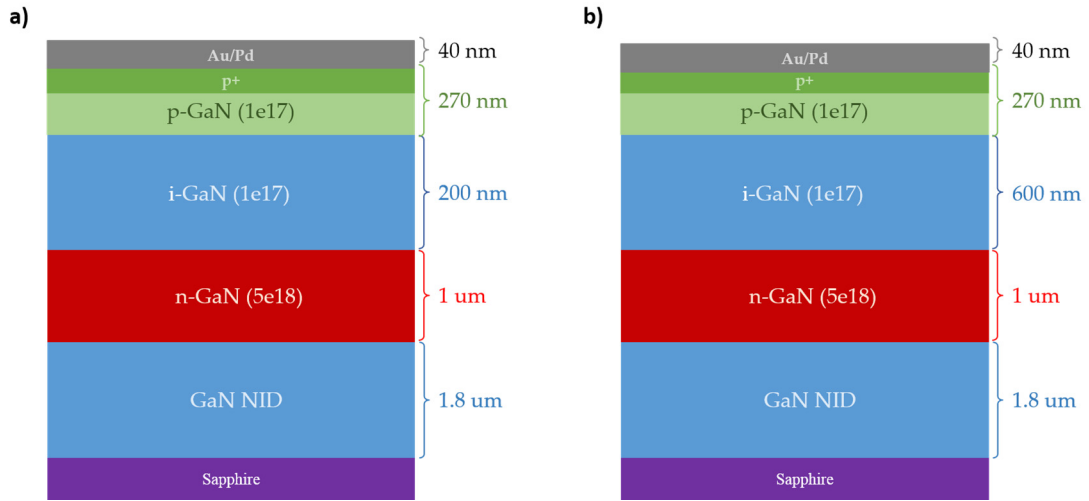 a)
Au/Pd
40 nm
p+
270 nm
p-GaN (1e17)
i-GaN (1e17)
200 nm
n-GaN (5e18)
1 um
GaN NID
1.8 um
Sapphire
b)
Au/Pd
40 nm
p+
270 nm
p-GaN (1e17)
i-GaN (1e17)
600 nm
n-GaN (5e18)
1 um
GaN NID
1.8 um
Sapphire